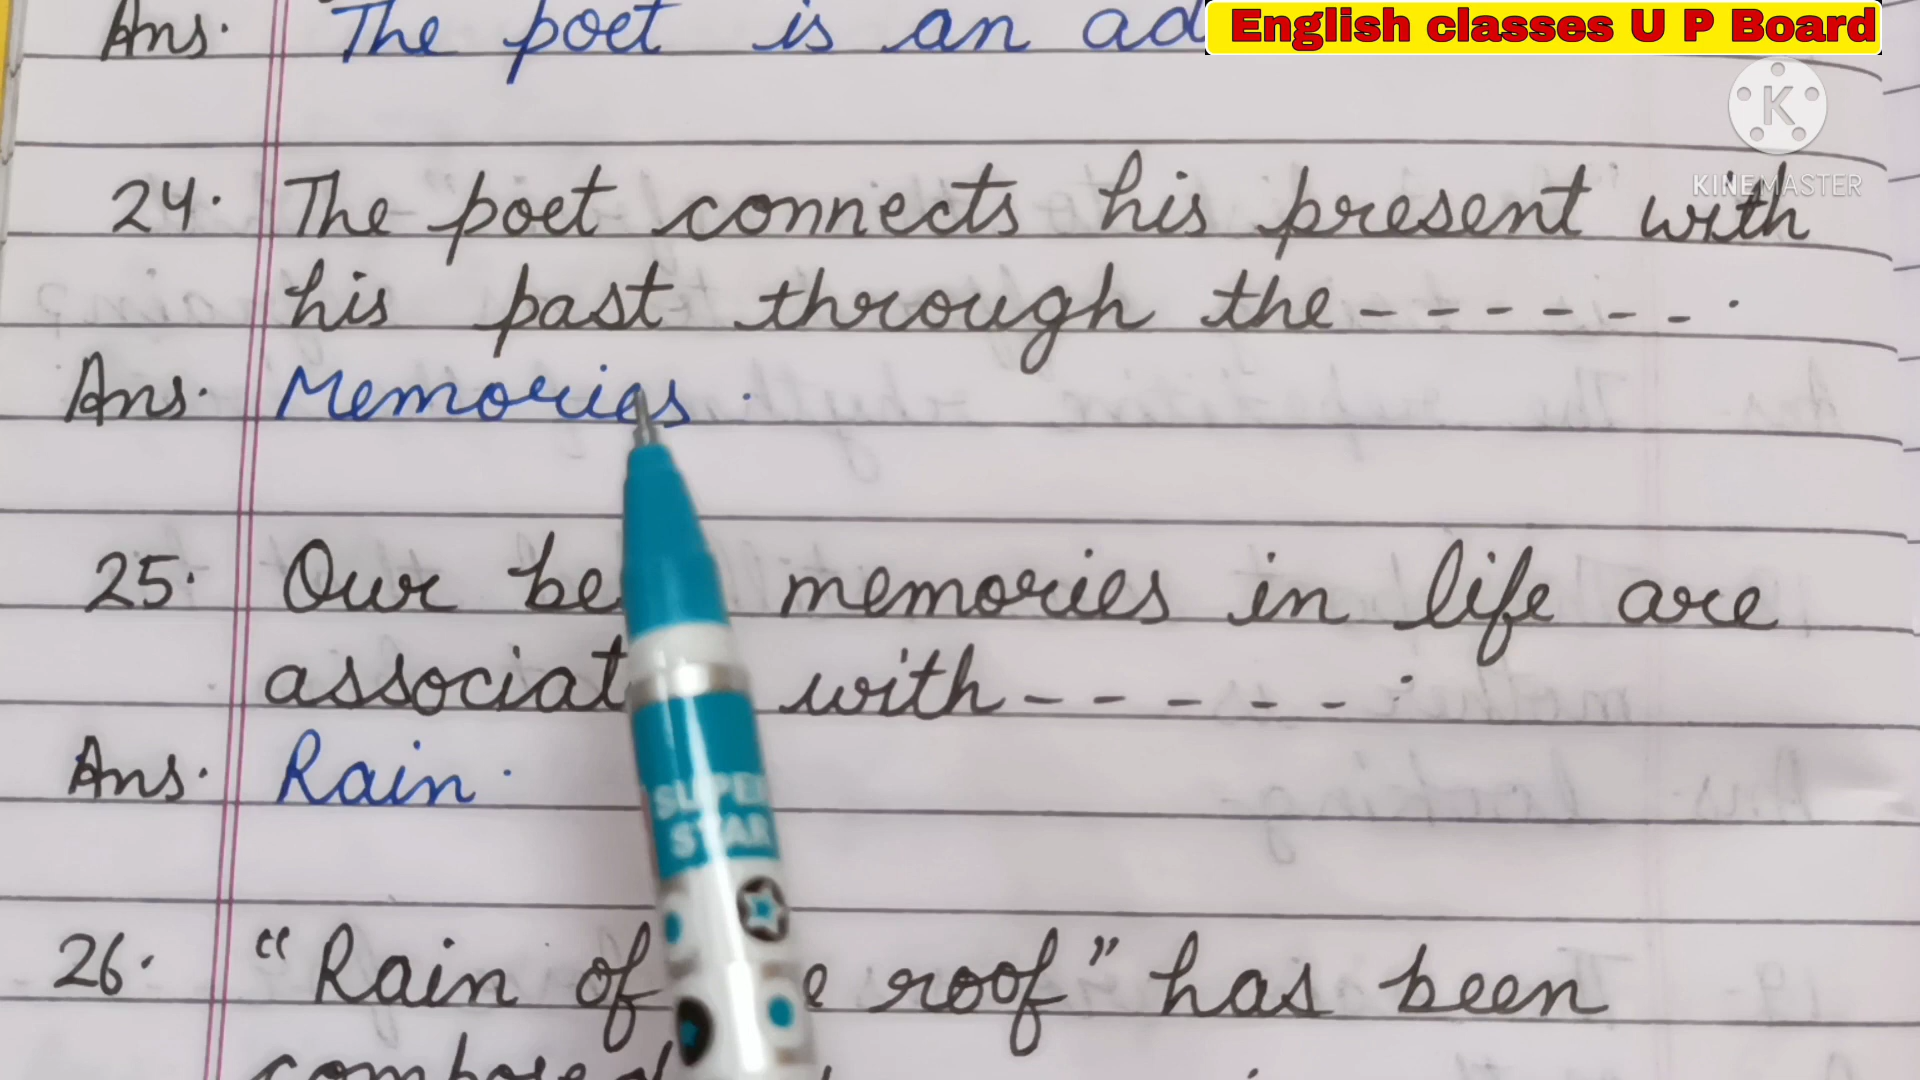 English classes U P Board
Ans. The poet is an ad
KINEMASTER
24. The poet connects his present with
his past through the - - - - - - .
Ans. Memories.
25. Our be memories in life are
associat with - - - - - .
Ans. Rain.
26. "Rain of e roof" has been
SUPER
STAR